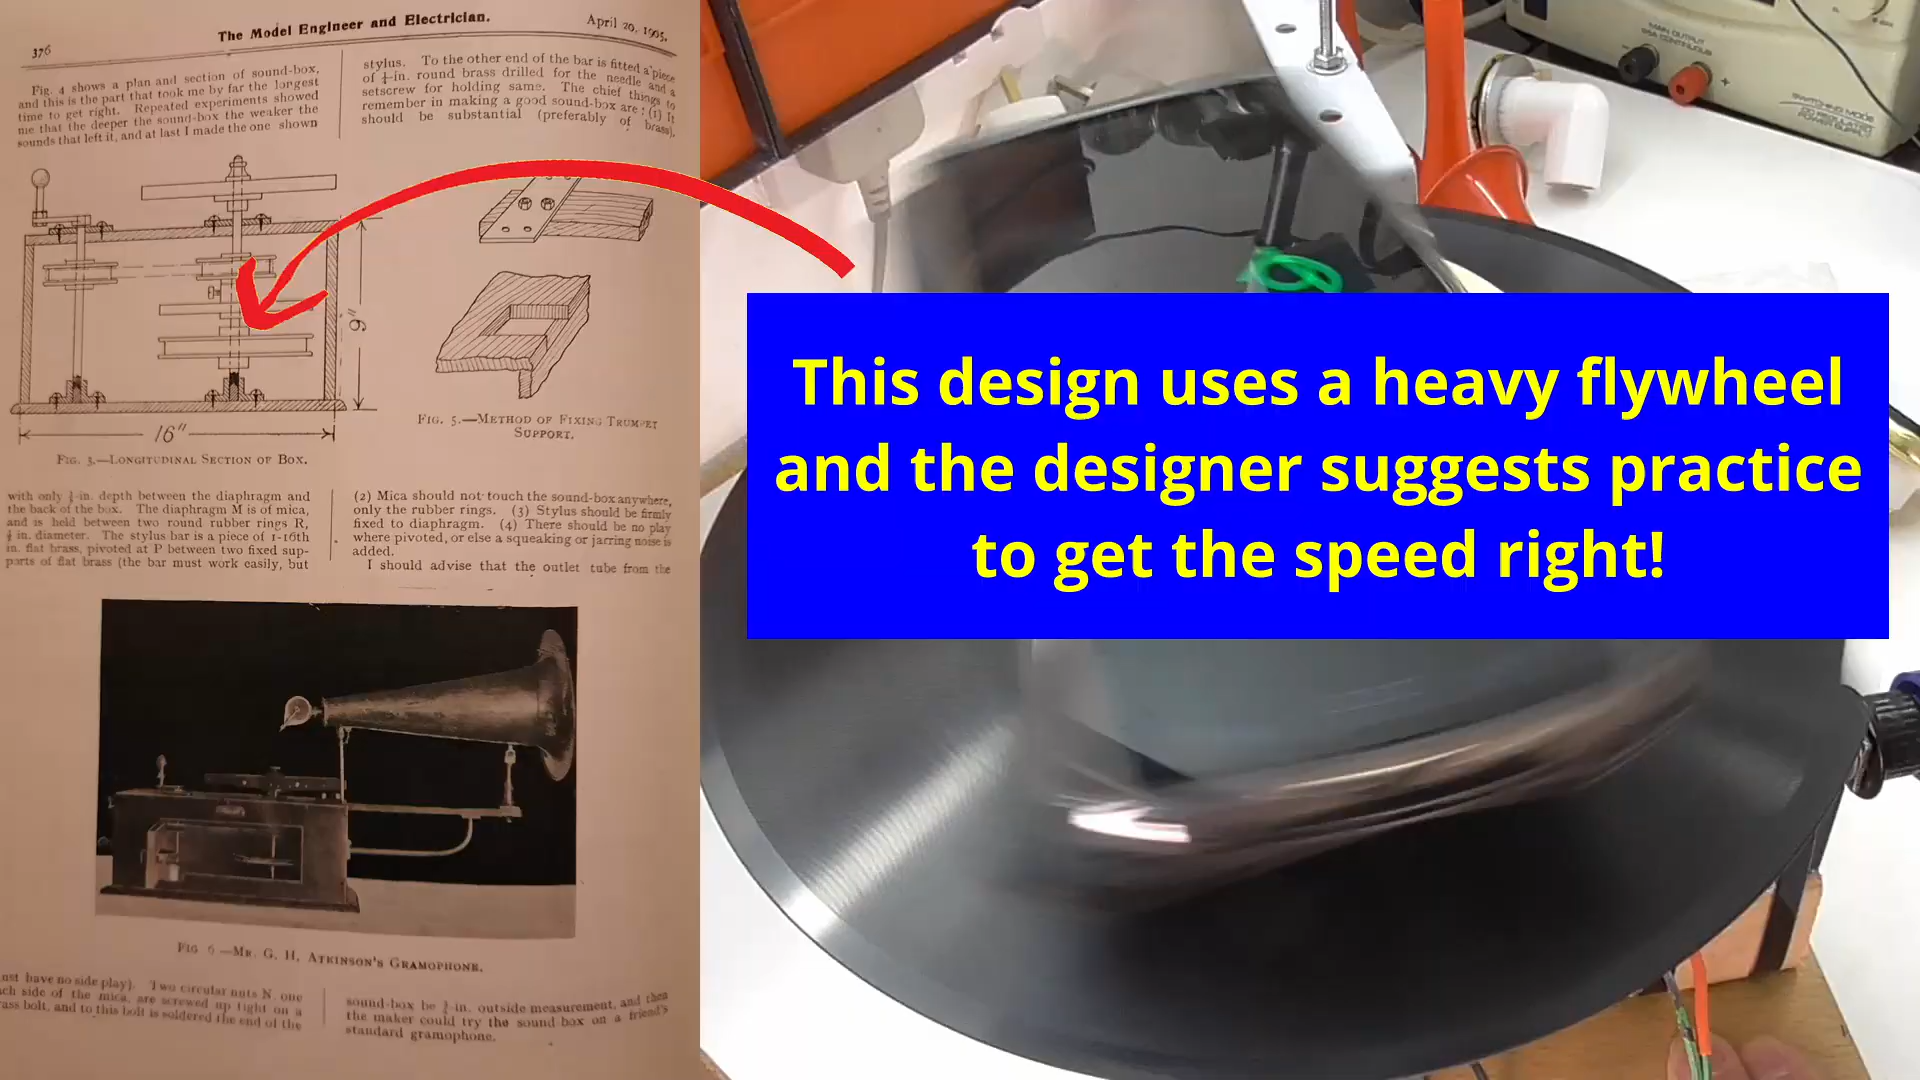 376
The Model Engineer and Electrician.
April 20, 1905.
Fig. 4 shows a plan and section of sound-box,
and this is the part that took me by far the longest
time to get right. Repeated experiments showed
me that the deeper the sound-box the weaker the
sounds that left it, and at last I made the one shown
stylus. To the other end of the bar is fitted a piece
of ¼-in. round brass drilled for the needle and a
setscrew for holding same. The chief things to
remember in making a good sound-box are: (1) It
should be substantial (preferably of brass).
9"
16"
Fig. 3.—Longitudinal Section of Box.
Fig. 5.—Method of Fixing Trumpet
Support.
with only in. depth between the diaphragm and
the back of the box. The diaphragm M is of mica,
and is held between two round rubber rings R,
in. diameter. The stylus bar is a piece of 1-16th
in. flat brass, pivoted at P between two fixed sup-
parts of flat brass (the bar must work easily, but
(2) Mica should not touch the sound-box anywhere,
only the rubber rings. (3) Stylus should be firmly
fixed to diaphragm. (4) There should be no play
where pivoted, or else a squeaking or jarring noise is
added.
I should advise that the outlet tube from the
Fig 6—Mr. G. H. Atkinson's Gramophone.
ust have no side play). Two circular nuts N, one
ch side of the mica, are screwed up tight on a
ass bolt, and to this bolt is soldered the end of the
sound-box be in. outside measurement, and then
the maker could try the sound box on a friend's
standard gramophone.
This design uses a heavy flywheel
and the designer suggests practice
to get the speed right!
MAIN OUTPUT
CONTINUOUS
+
SWITCHING MODE
DC REGULATED
POWER SUPPLY